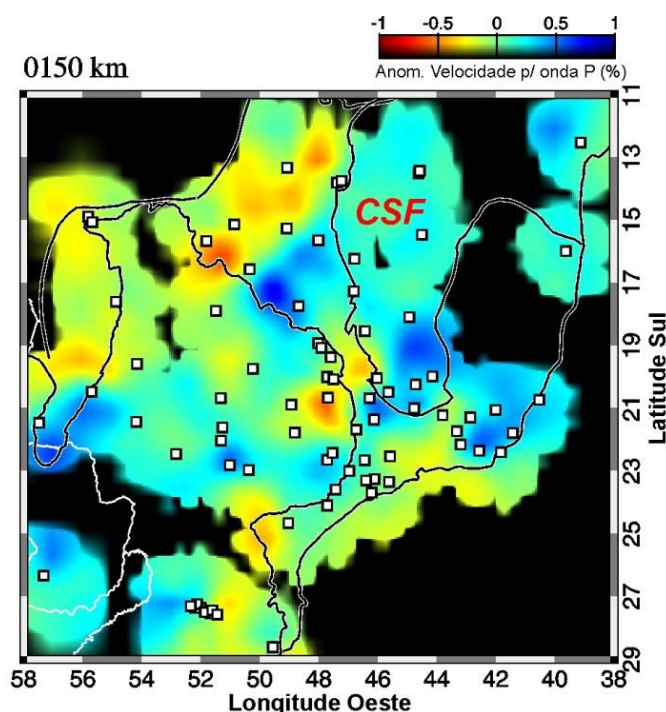 -1 -0.5 0 0.5 1
Anom. Velocidade p/ onda P (%)
0150 km
CSF
11
13
15
17
19
21
23
25
27
29
Latitude Sul
58 56 54 52 50 48 46 44 42 40 38
Longitude Oeste